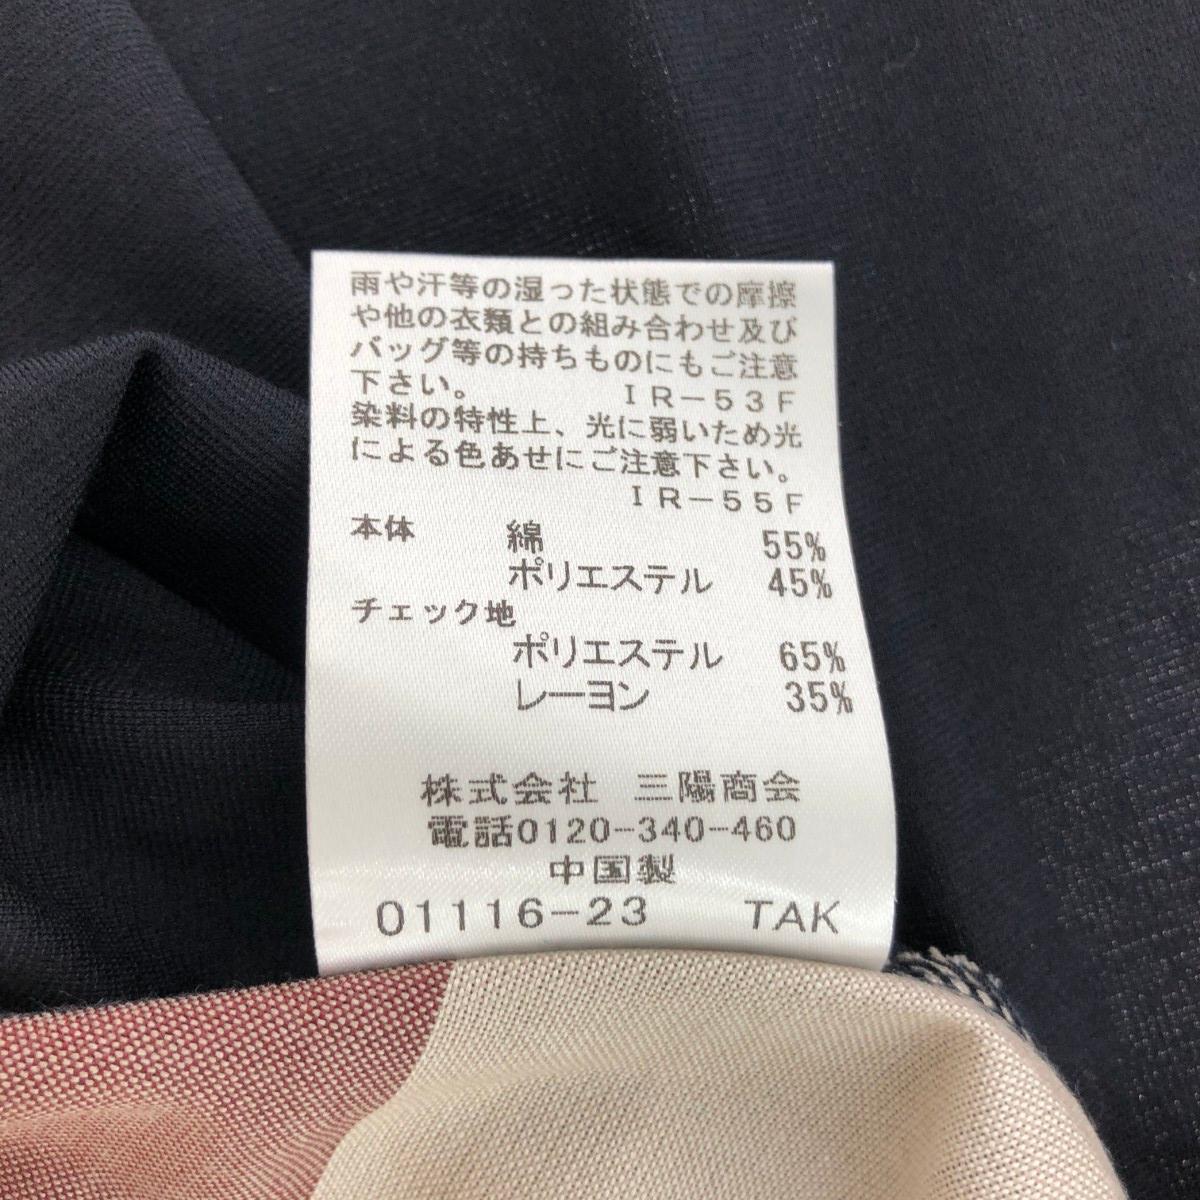 雨や汗等の湿った状態での摩擦
や他の衣類との組み合わせ及び
バッグ等の持ちものにもご注意
下さい。 ＩＲ－５３Ｆ
染料の特性上、光に弱いため光
による色あせにご注意下さい。
ＩＲ－５５Ｆ
本体 綿 55%
ポリエステル 45%
チェック地
ポリエステル 65%
レーヨン 35%
株式会社 三陽商会
電話0120-340-460
中国製
01116-23 TAK